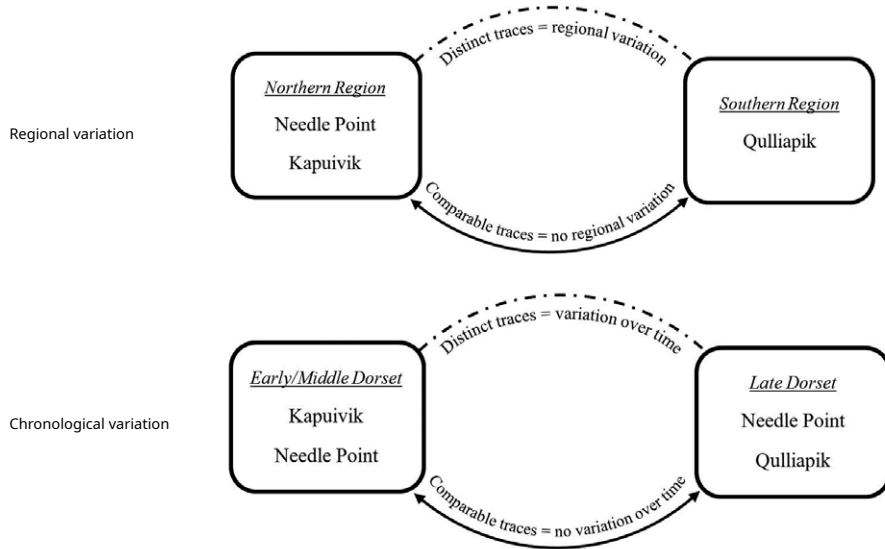 Distinct traces = regional variation
Northern Region
Needle Point
Kapuivik
Southern Region
Qulliapik
Regional variation
Comparable traces = no regional variation
Distinct traces = variation over time
Early/Middle Dorset
Kapuivik
Needle Point
Late Dorset
Needle Point
Qulliapik
Chronological variation
Comparable traces = no variation over time